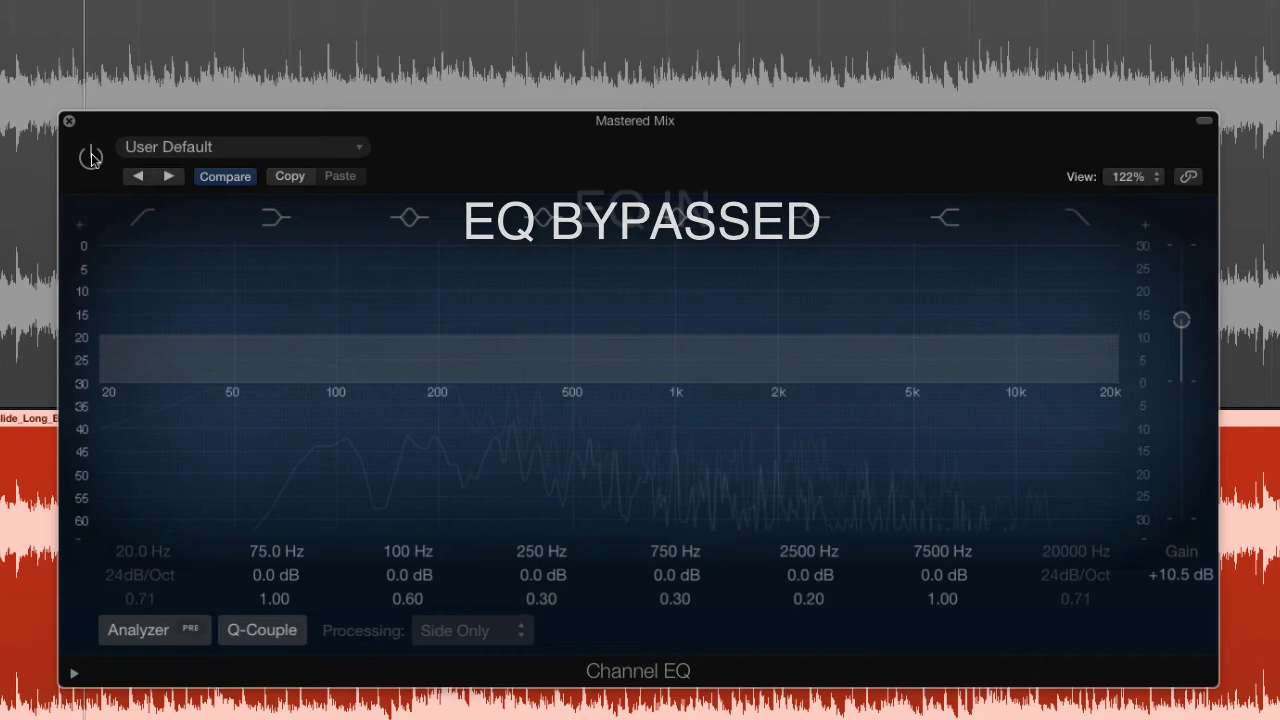 Mastered Mix
User Default
Compare Copy Paste
View: 122%
EQ IN
EQ BYPASSED
+ +
0 30
5 25
10 20
15 15
20 10
25 5
30 0
20 50 100 200 500 1k 2k 5k 10k 20k
35 5
40 10
45 15
50 20
55 25
60 30
- -
lide_Long_E
20.0 Hz 75.0 Hz 100 Hz 250 Hz 750 Hz 2500 Hz 7500 Hz 20000 Hz Gain
24dB/Oct 0.0 dB 0.0 dB 0.0 dB 0.0 dB 0.0 dB 0.0 dB 24dB/Oct +10.5 dB
0.71 1.00 0.60 0.30 0.30 0.20 1.00 0.71
Analyzer PRE Q-Couple Processing: Side Only
Channel EQ